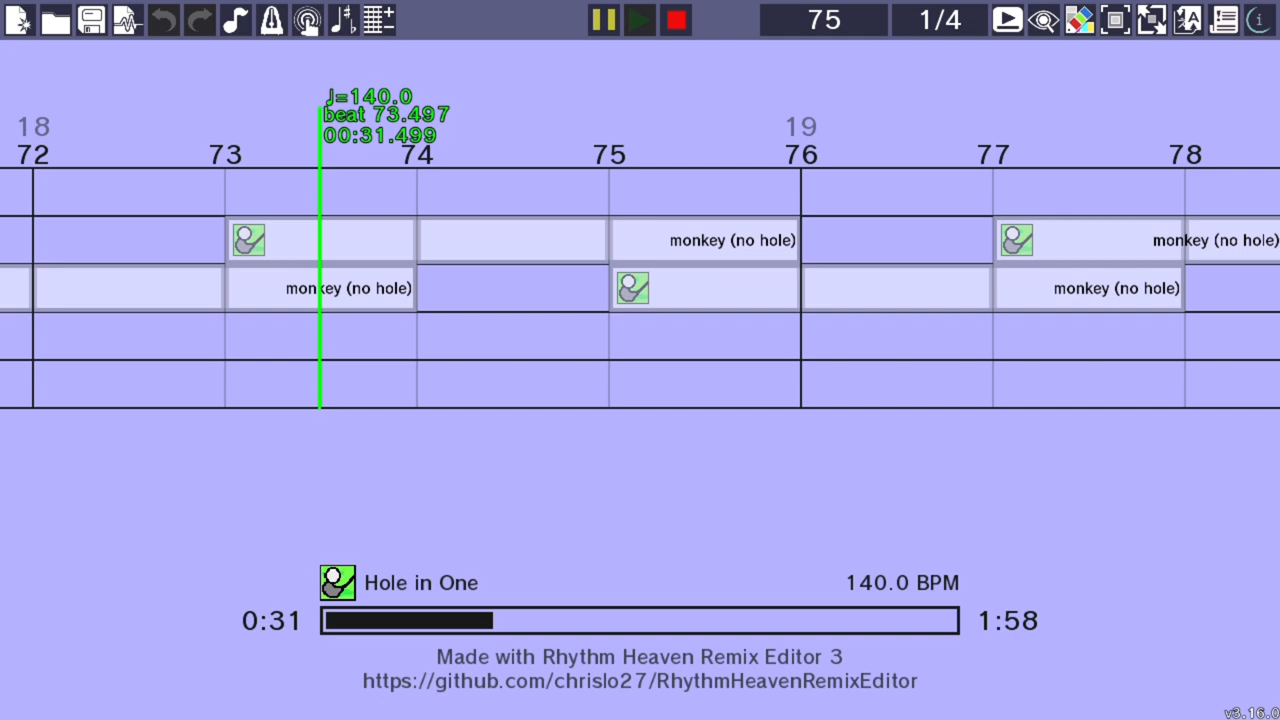 75
1/4
♩=140.0
beat 73.497
00:31.499
18
19
72
73
74
75
76
77
78
monkey (no hole)
monkey (no hole)
monkey (no hole)
monkey (no hole)
Hole in One
140.0 BPM
0:31
1:58
Made with Rhythm Heaven Remix Editor 3
https://github.com/chrislo27/RhythmHeavenRemixEditor
v3.16.0